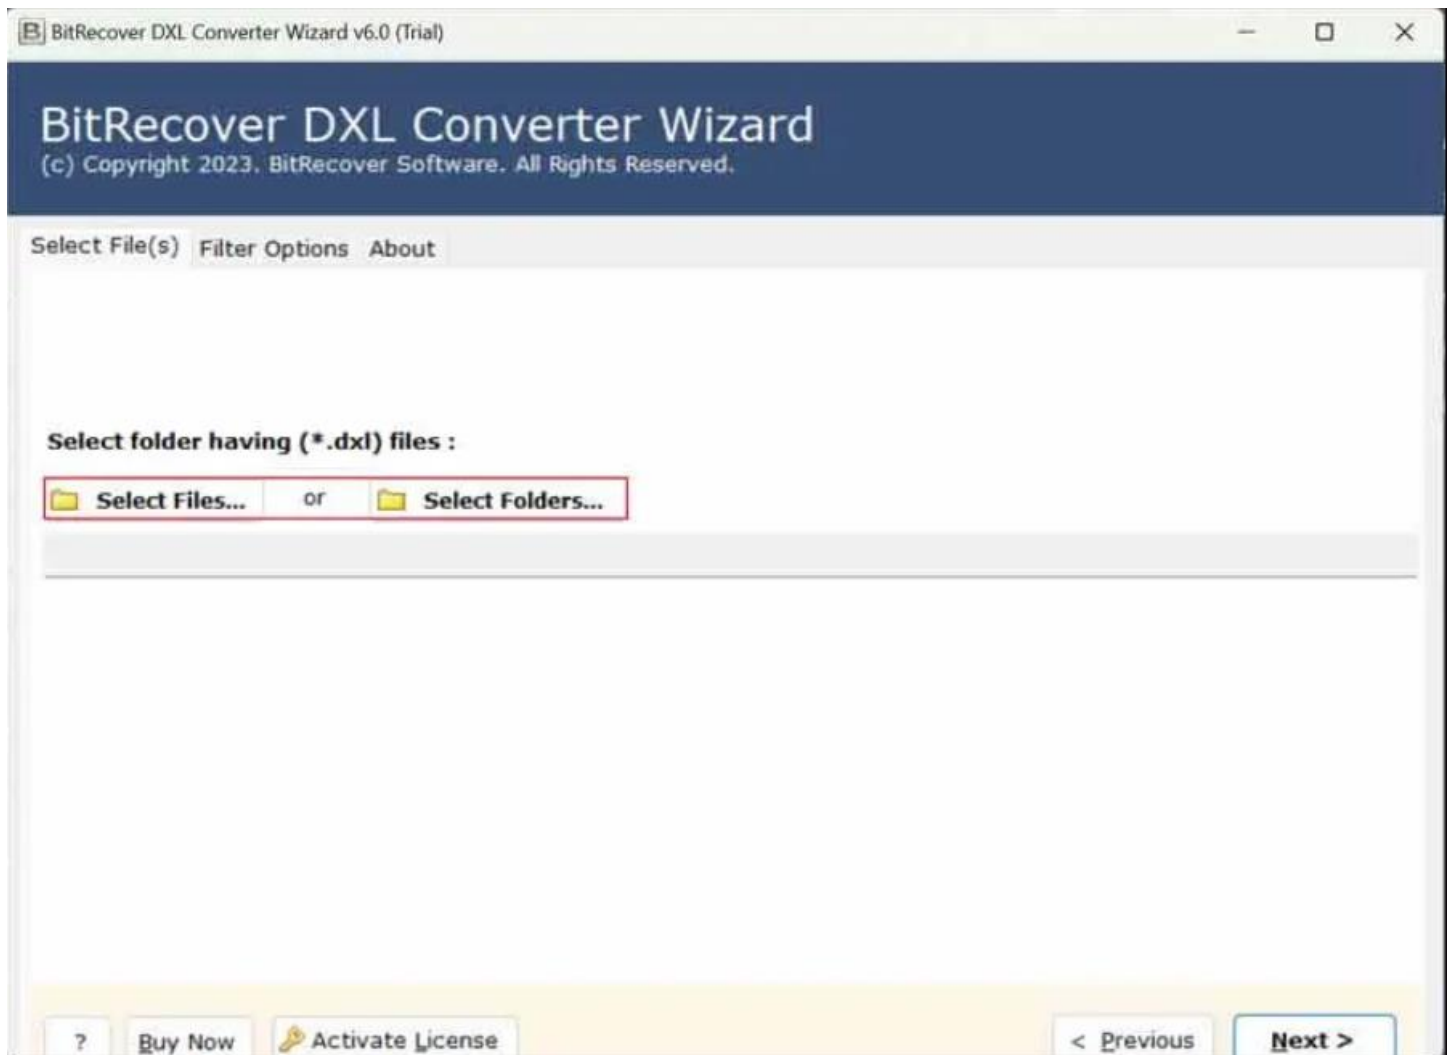 BitRecover DXL Converter Wizard v6.0 (Trial)
BitRecover DXL Converter Wizard
(c) Copyright 2023. BitRecover Software. All Rights Reserved.
Select File(s) Filter Options About
Select folder having (*.dxl) files :
Select Files... or Select Folders...
? Buy Now Activate License < Previous Next >